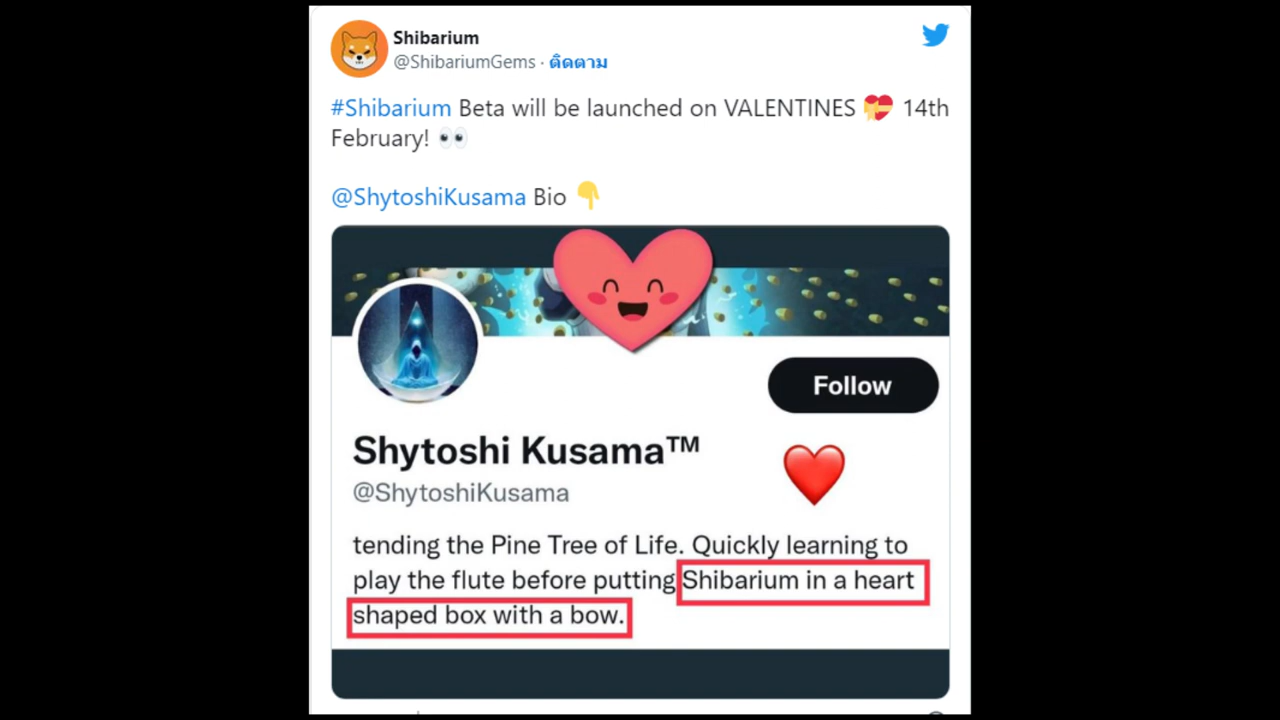 Shibarium
@ShibariumGems · ติดตาม
#Shibarium Beta will be launched on VALENTINES 💝 14th
February! 👀
@ShytoshiKusama Bio 👇
Follow
Shytoshi Kusama™
@ShytoshiKusama
tending the Pine Tree of Life. Quickly learning to
play the flute before putting Shibarium in a heart
shaped box with a bow.